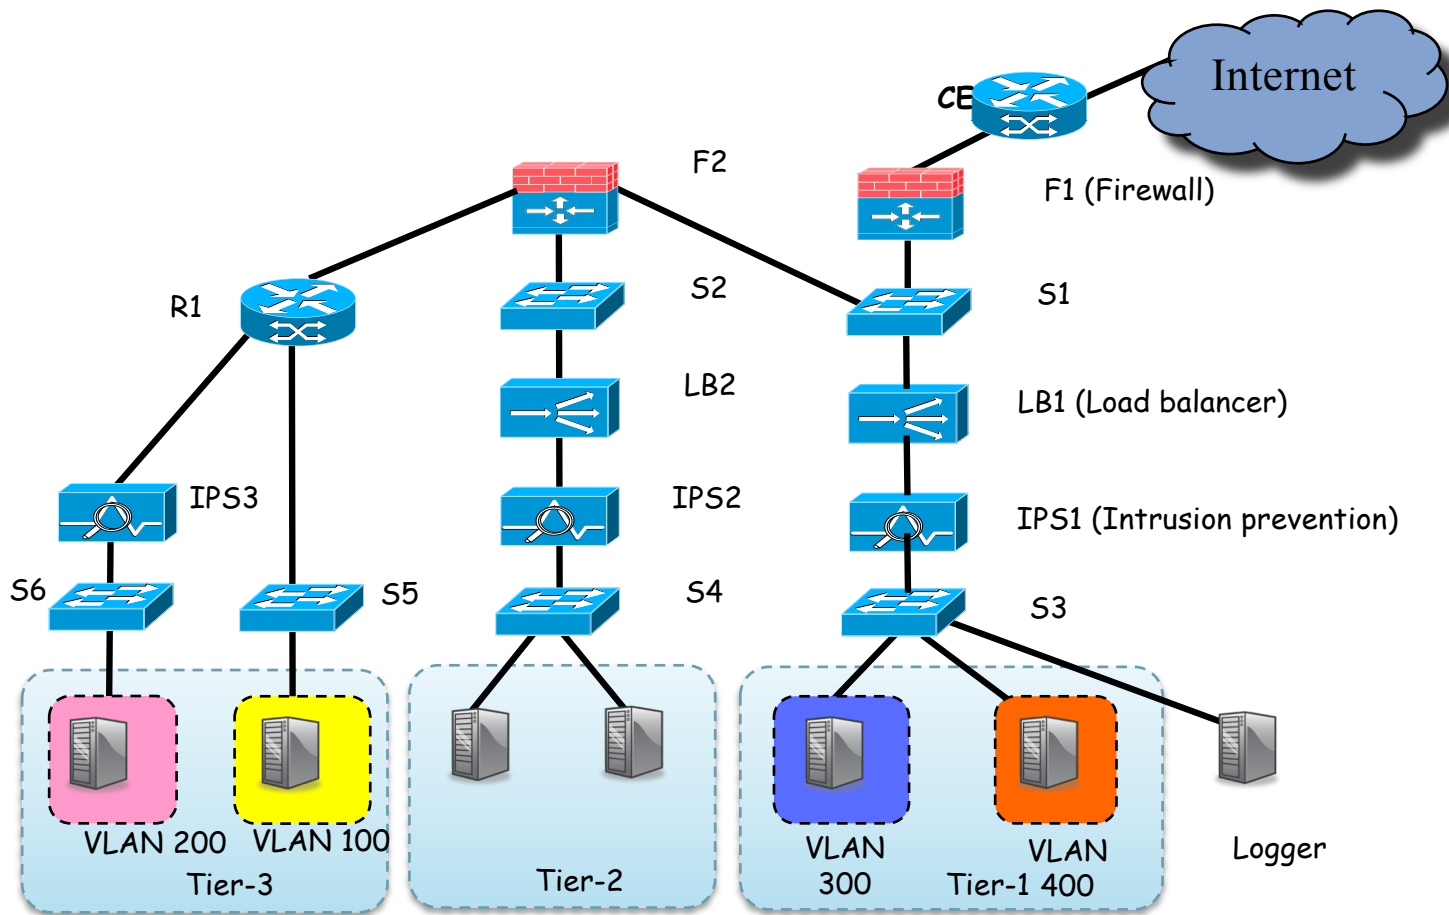 Internet
CE
F2
F1 (Firewall)
R1
S2
S1
LB2
LB1 (Load balancer)
IPS3
IPS2
IPS1 (Intrusion prevention)
S6
S5
S4
S3
VLAN 200
VLAN 100
VLAN
300
VLAN
400
Logger
Tier-3
Tier-2
Tier-1